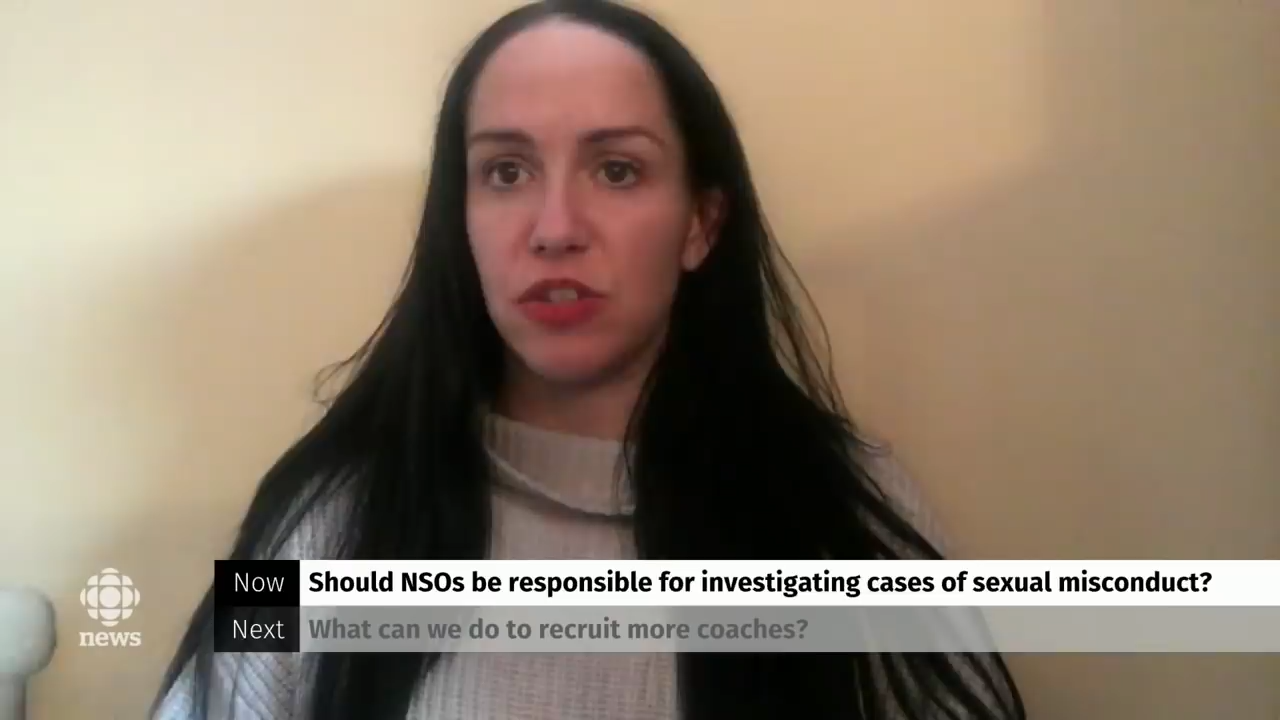 Now Should NSOs be responsible for investigating cases of sexual misconduct?
Next What can we do to recruit more coaches?
news